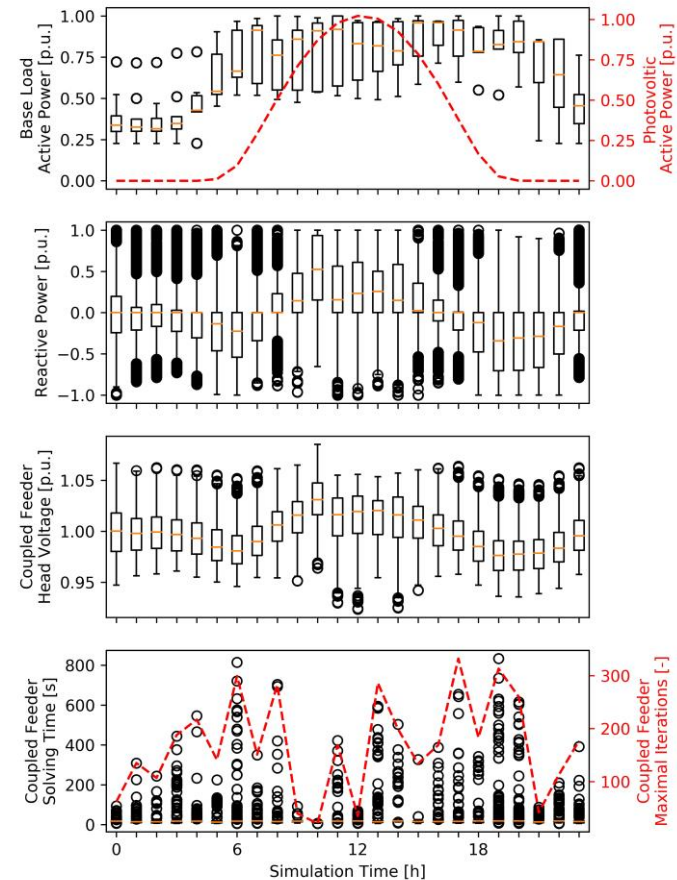 Base Load
Active Power [p.u.]
1.00
0.75
0.50
0.25
0.00
1.00
0.75
0.50
0.25
0.00
Photovoltaic
Active Power [p.u.]
Reactive Power [p.u.]
1.0
0.5
0.0
−0.5
−1.0
Coupled Feeder
Head Voltage [p.u.]
1.05
1.00
0.95
Coupled Feeder
Solving Time [s]
800
600
400
200
0
300
200
100
Coupled Feeder
Maximal Iterations [-]
0
6
12
18
Simulation Time [h]